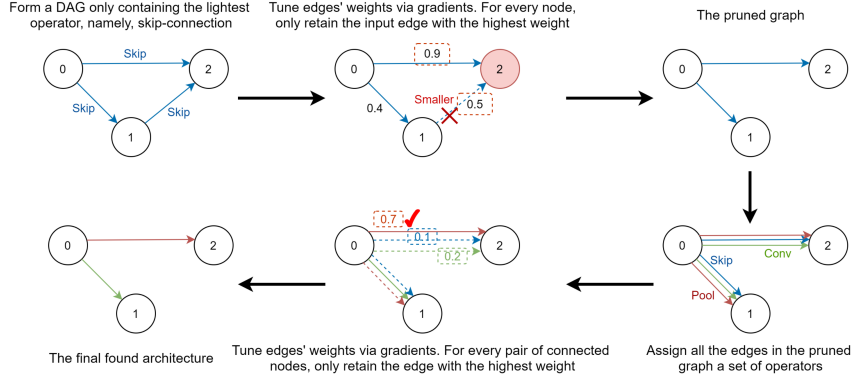 Form a DAG only containing the lightest
operator, namely, skip-connection
0
Skip
2
Skip
Skip
1
Tune edges' weights via gradients. For every node,
only retain the input edge with the highest weight
0
0.9
2
Smaller
0.5
0.4
1
The pruned graph
0
2
1
0
2
Conv
Skip
Pool
1
Assign all the edges in the pruned
graph a set of operators
0.7
0
0.1
2
0.2
1
Tune edges' weights via gradients. For every pair of connected
nodes, only retain the edge with the highest weight
0
2
1
The final found architecture